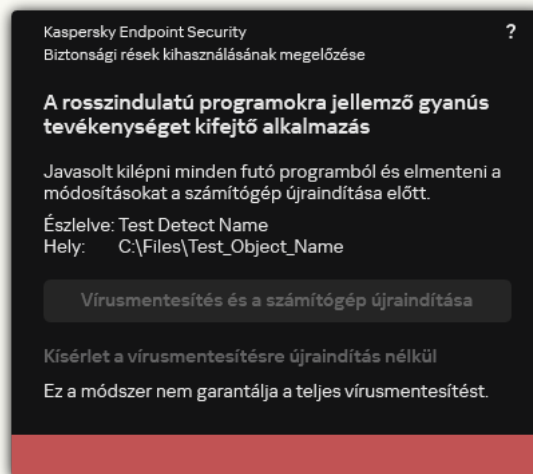 Kaspersky Endpoint Security
?
Biztonsági rések kihasználásának megelőzése
A rosszindulatú programokra jellemző gyanús
tevékenységet kifejtő alkalmazás
Javasolt kilépni minden futó programból és elmenteni a
módosításokat a számítógép újraindítása előtt.
Észlelve: Test Detect Name
Hely: C:\Files\Test_Object_Name
Vírusmentesítés és a számítógép újraindítása
Kísérlet a vírusmentesítésre újraindítás nélkül
Ez a módszer nem garantálja a teljes vírusmentesítést.